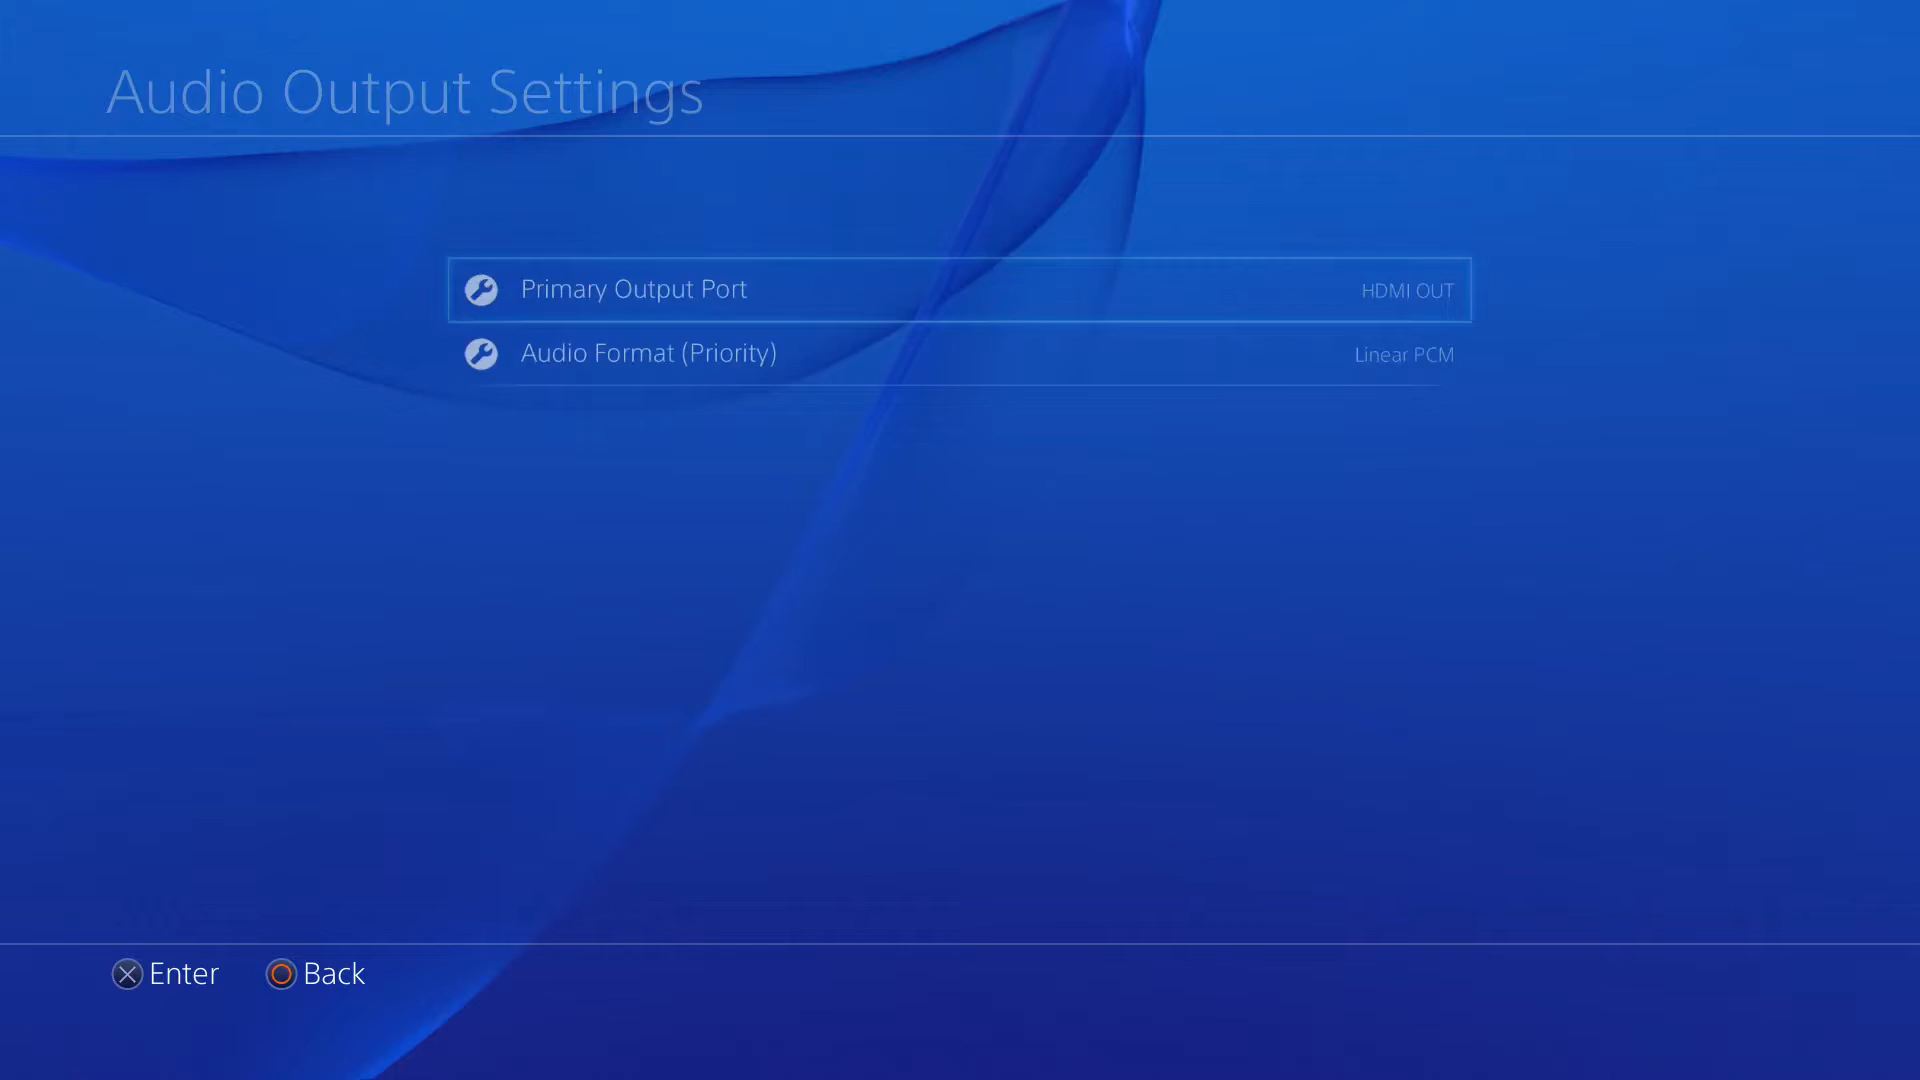 Audio Output Settings
Primary Output Port HDMI OUT
Audio Format (Priority) Linear PCM
Enter Back